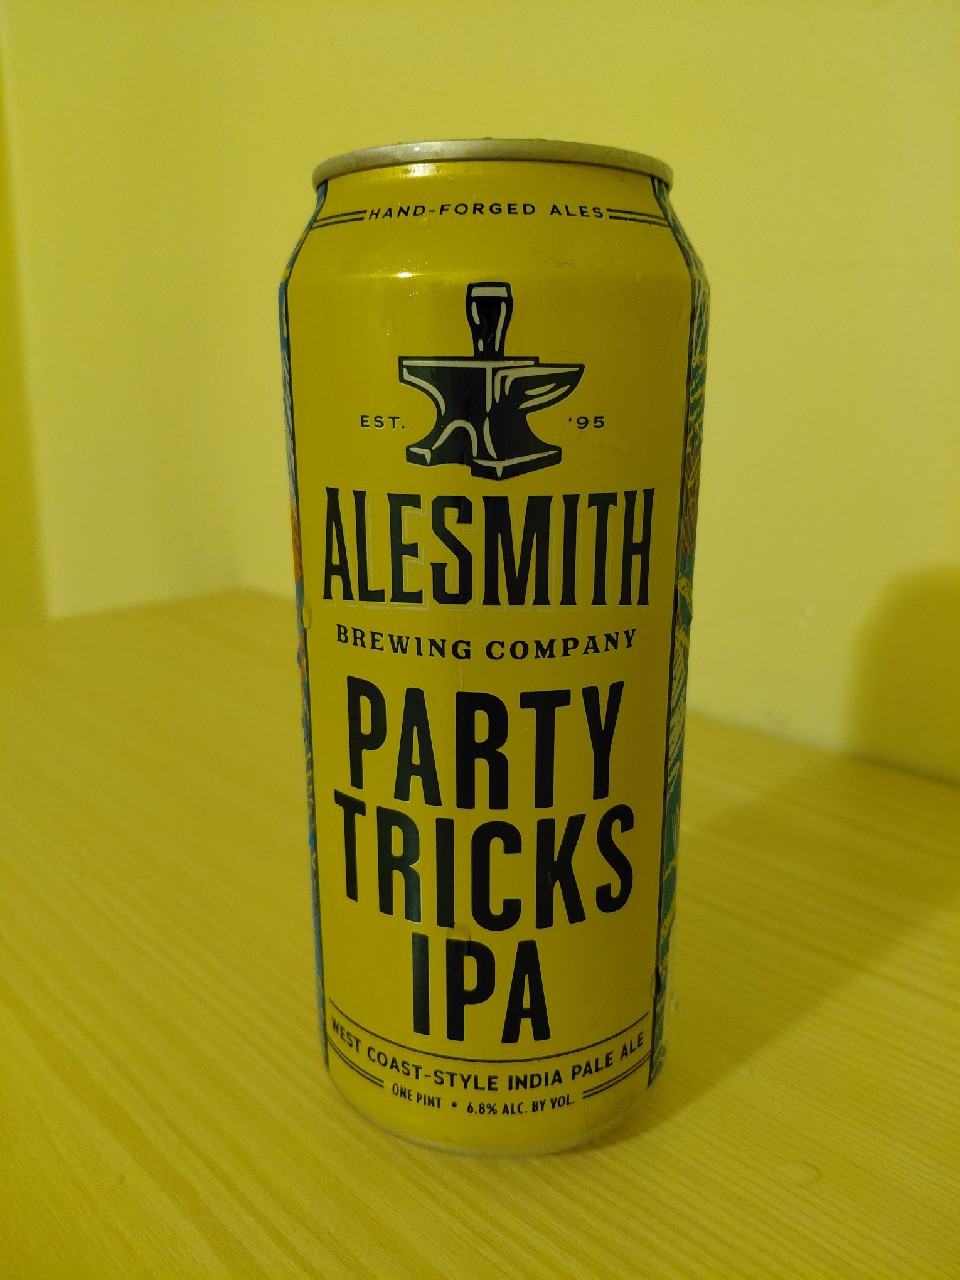 HAND-FORGED ALES
EST. '95
ALESMITH
BREWING COMPANY
PARTY
TRICKS
IPA
WEST COAST-STYLE INDIA PALE ALE
ONE PINT • 6.8% ALC. BY VOL.